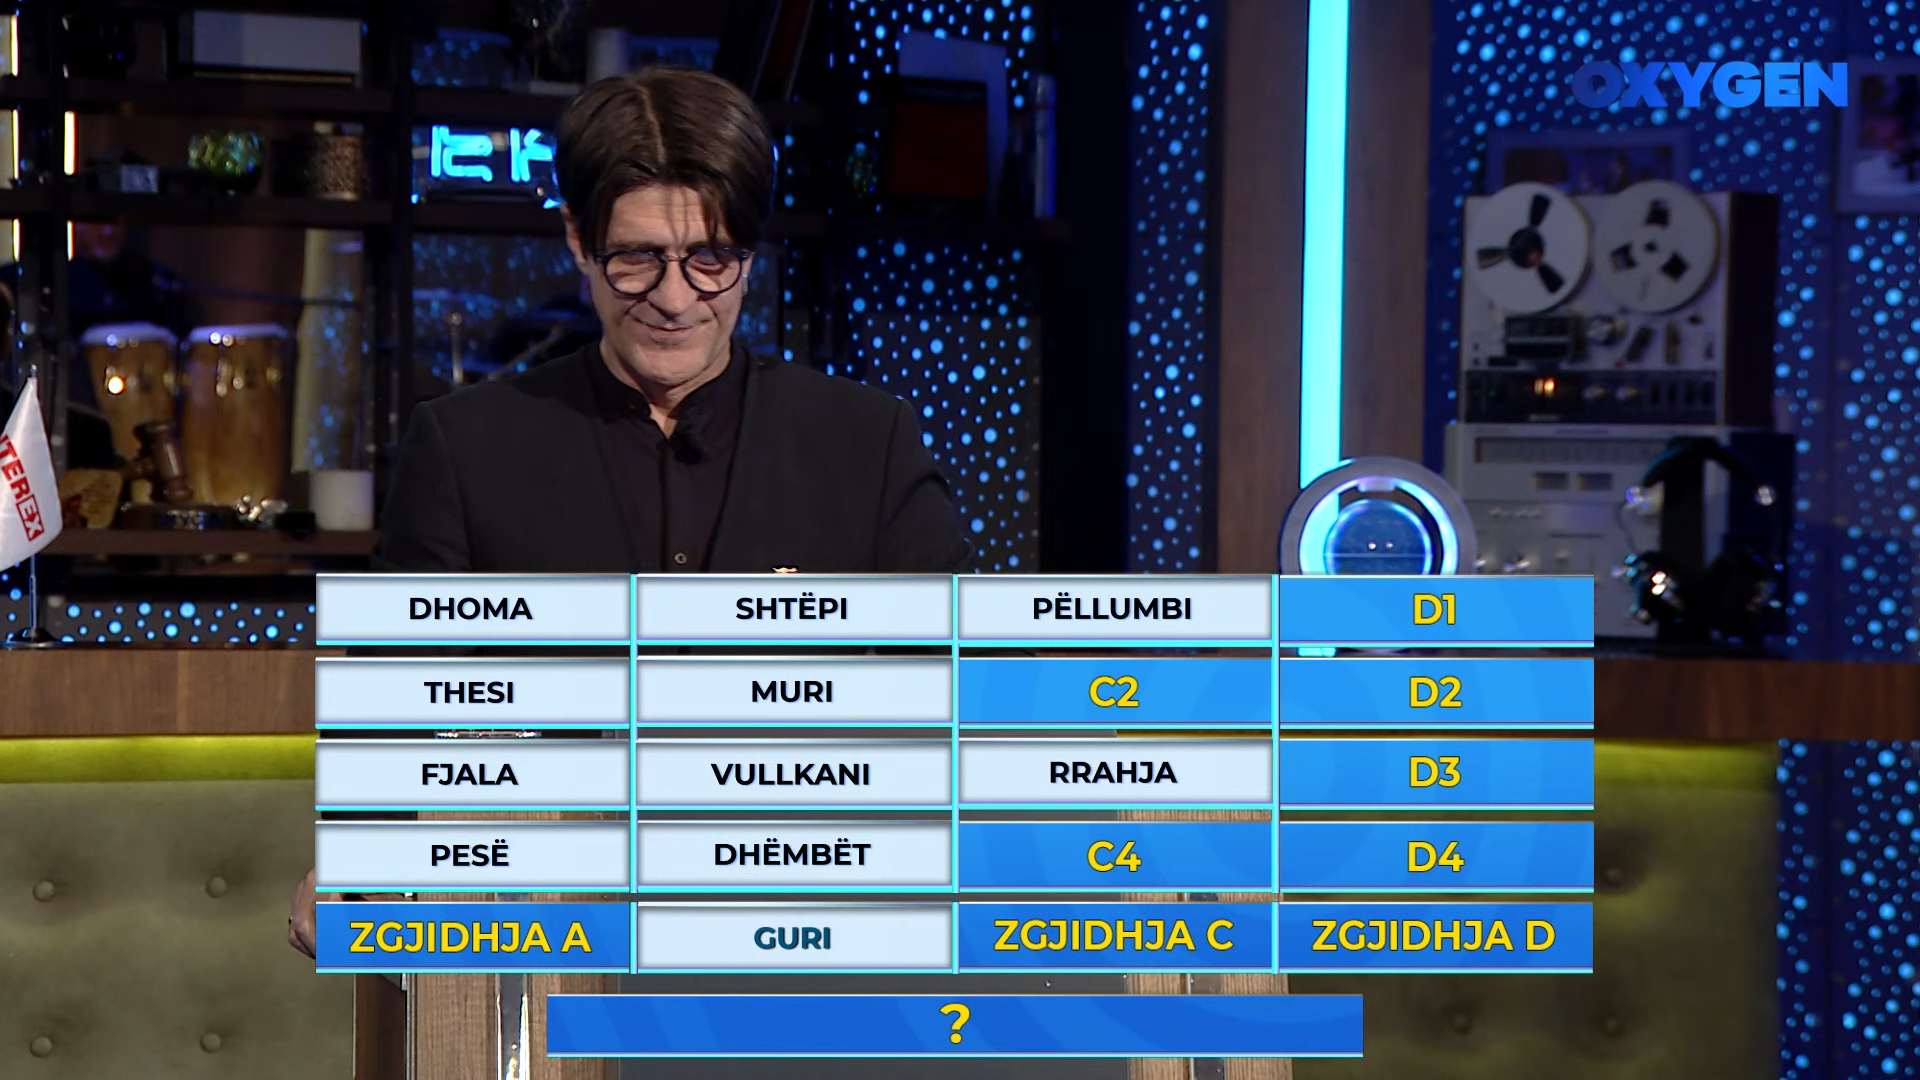 OXYGEN
TEREX
DHOMA SHTËPI PËLLUMBI D1
THESI MURI C2 D2
FJALA VULLKANI RRAHJA D3
PESË DHËMBËT C4 D4
ZGJIDHJA A GURI ZGJIDHJA C ZGJIDHJA D
?